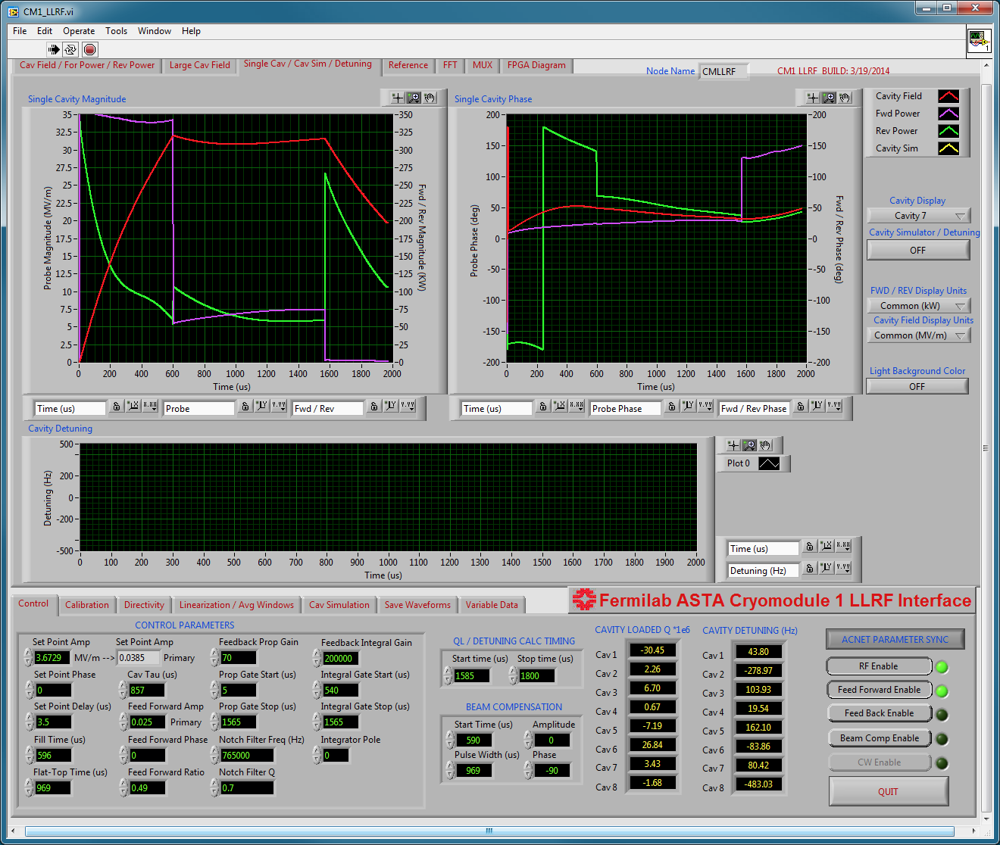 CM1_LLRF.vi
File Edit Operate Tools Window Help
1
Cav Field / For Power / Rev Power Large Cav Field Single Cav / Cav Sim / Detuning Reference FFT MUX FPGA Diagram
Node Name CMLLRF CM1 LLRF BUILD: 3/19/2014
Single Cavity Magnitude
35 32.5 30 27.5 25 22.5 20 17.5 15 12.5 10 7.5 5 2.5 0
Probe Magnitude (MV/m)
350 325 300 275 250 225 200 175 150 125 100 75 50 25 0
Fwd / Rev Magnitude (KW)
0 200 400 600 800 1000 1200 1400 1600 1800 2000
Time (us)
Single Cavity Phase
200 150 100 50 0 -50 -100 -150 -200
Probe Phase (deg)
200 150 100 50 0 -50 -100 -150 -200
Fwd / Rev Phase (deg)
0 200 400 600 800 1000 1200 1400 1600 1800 2000
Time (us)
Cavity Field
Fwd Power
Rev Power
Cavity Sim
Cavity Display
Cavity 7
Cavity Simulator / Detuning
OFF
FWD / REV Display Units
Common (kW)
Cavity Field Display Units
Common (MV/m)
Light Background Color
OFF
Time (us) Probe Fwd / Rev
Time (us) Probe Phase Fwd / Rev Phase
Cavity Detuning
500 200 0 -200 -500
Detuning (Hz)
0 100 200 300 400 500 600 700 800 900 1000 1100 1200 1300 1400 1500 1600 1700 1800 1900 2000
Time (us)
Plot 0
Time (us)
Detuning (Hz)
Control Calibration Directivity Linearization / Avg Windows Cav Simulation Save Waveforms Variable Data
Fermilab ASTA Cryomodule 1 LLRF Interface
CONTROL PARAMETERS
Set Point Amp Set Point Amp Feedback Prop Gain Feedback Integral Gain
3.6729 MV/m --> 0.0385 Primary 70 200000
Set Point Phase Cav Tau (us) Prop Gate Start (us) Integral Gate Start (us)
0 857 5 540
Set Point Delay (us) Feed Forward Amp Prop Gate Stop (us) Integral Gate Stop (us)
3.5 0.025 Primary 1565 1565
Fill Time (us) Feed Forward Phase Notch Filter Freq (Hz) Integrator Pole
596 0 765000 0
Flat-Top Time (us) Feed Forward Ratio Notch Filter Q
969 0.49 0.7
QL / DETUNING CALC TIMING
Start time (us) Stop time (us)
1585 1800
BEAM COMPENSATION
Start Time (us) Amplitude
590 0
Pulse Width (us) Phase
969 -90
CAVITY LOADED Q *1e6
Cav 1 -30.45
Cav 2 2.26
Cav 3 6.70
Cav 4 0.67
Cav 5 -7.19
Cav 6 26.84
Cav 7 3.43
Cav 8 -1.68
CAVITY DETUNING (Hz)
Cav 1 43.80
Cav 2 -278.97
Cav 3 103.93
Cav 4 19.54
Cav 5 162.10
Cav 6 -83.86
Cav 7 80.42
Cav 8 -483.03
ACNET PARAMETER SYNC
RF Enable
Feed Forward Enable
Feed Back Enable
Beam Comp Enable
CW Enable
QUIT